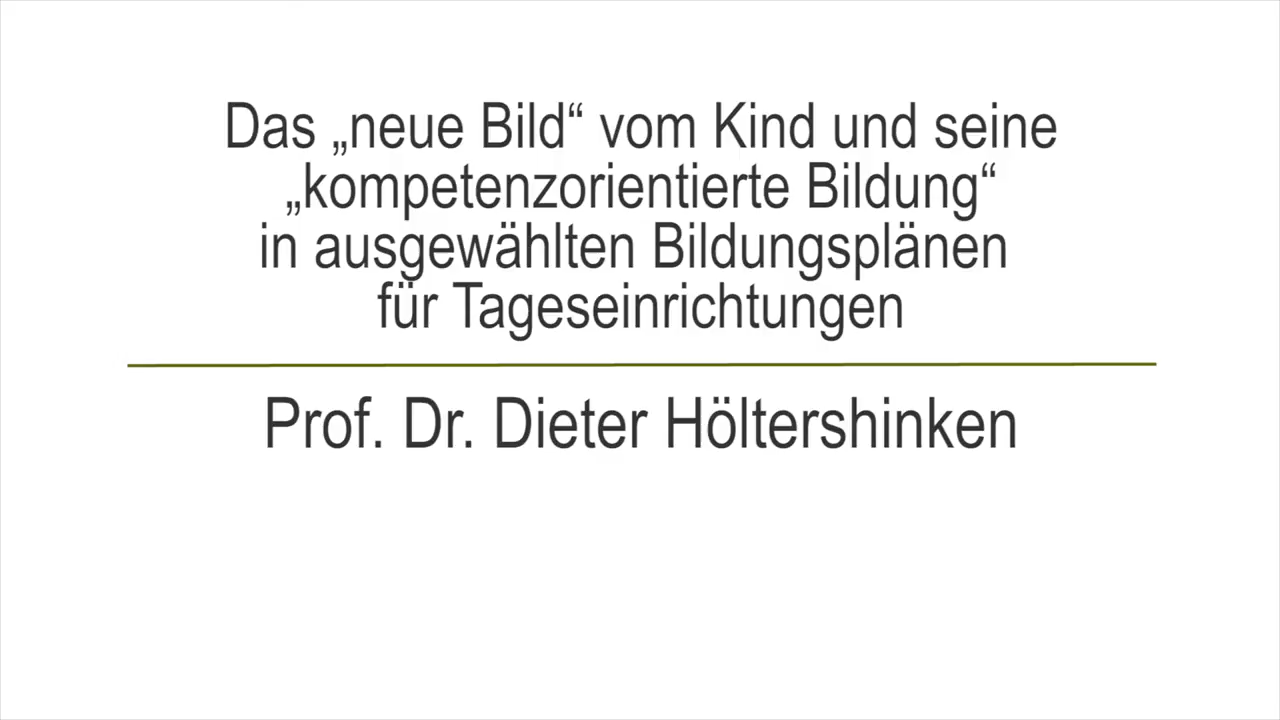 Das „neue Bild“ vom Kind und seine
„kompetenzorientierte Bildung“
in ausgewählten Bildungsplänen
für Tageseinrichtungen
Prof. Dr. Dieter Höltershinken